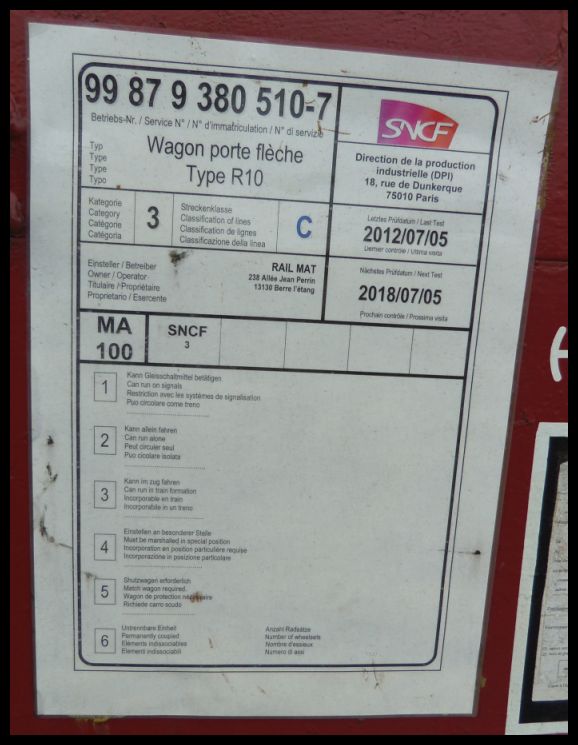 99 87 9 380 510-7
Betriebs-Nr. / Service N° / N° d'immatriculation / N° di servizio
Typ
Type
Type
Typo
Wagon porte flèche
Type R10
SNCF
Direction de la production
industrielle (DPI)
18, rue de Dunkerque
75010 Paris
Kategorie
Category
Catégorie
Catégoria
3
Streckenklasse
Classification of lines
Classification de lignes
Classificazione della linea
C
Letztes Prüfdatum / Last Test
2012/07/05
Dernier contrôle / Ultima visita
Einsteller / Betreiber
Owner / Operator
Titulaire / Propriétaire
Proprietario / Esercente
RAIL MAT
238 Allée Jean Perrin
13130 Berre l'étang
Nächstes Prüfdatum / Next Test
2018/07/05
Prochain contrôle / Prossima visita
MA
100
SNCF
3
1
Kann Gleisschaltmittel betätigen
Can run on signals
Restriction avec les systèmes de signalisation
Puo circolare come treno
2
Kann allein fahren
Can run alone
Peut circuler seul
Puo cicolare isolata
3
Kann im zug fahren
Can run in train formation
Incorporable en train
Incorporabile in un treno
4
Einstellen an besonderer Stelle
Must be marshalled in special position
Incorporation en position particulière requise
Incorporazione in posizione particolare
5
Shutzwagen erforderlich
Match wagon required
Wagon de protection nécessaire
Richiede carro scudo
6
Untrennbare Einheit
Permanently coupled
Eléments indissociables
Elementi indissociabili
Anzahl Radsätze
Number of wheelsets
Nombre d'essieux
Numero di assi